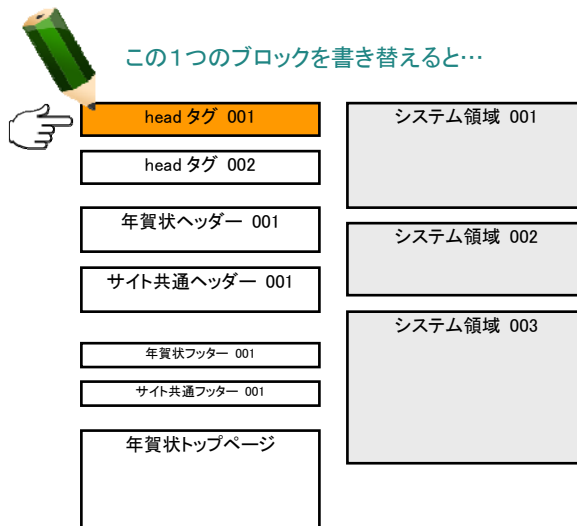 この１つのブロックを書き替えると…
head タグ 001
head タグ 002
年賀状ヘッダー 001
サイト共通ヘッダー 001
年賀状フッター 001
サイト共通フッター 001
年賀状トップページ
システム領域 001
システム領域 002
システム領域 003